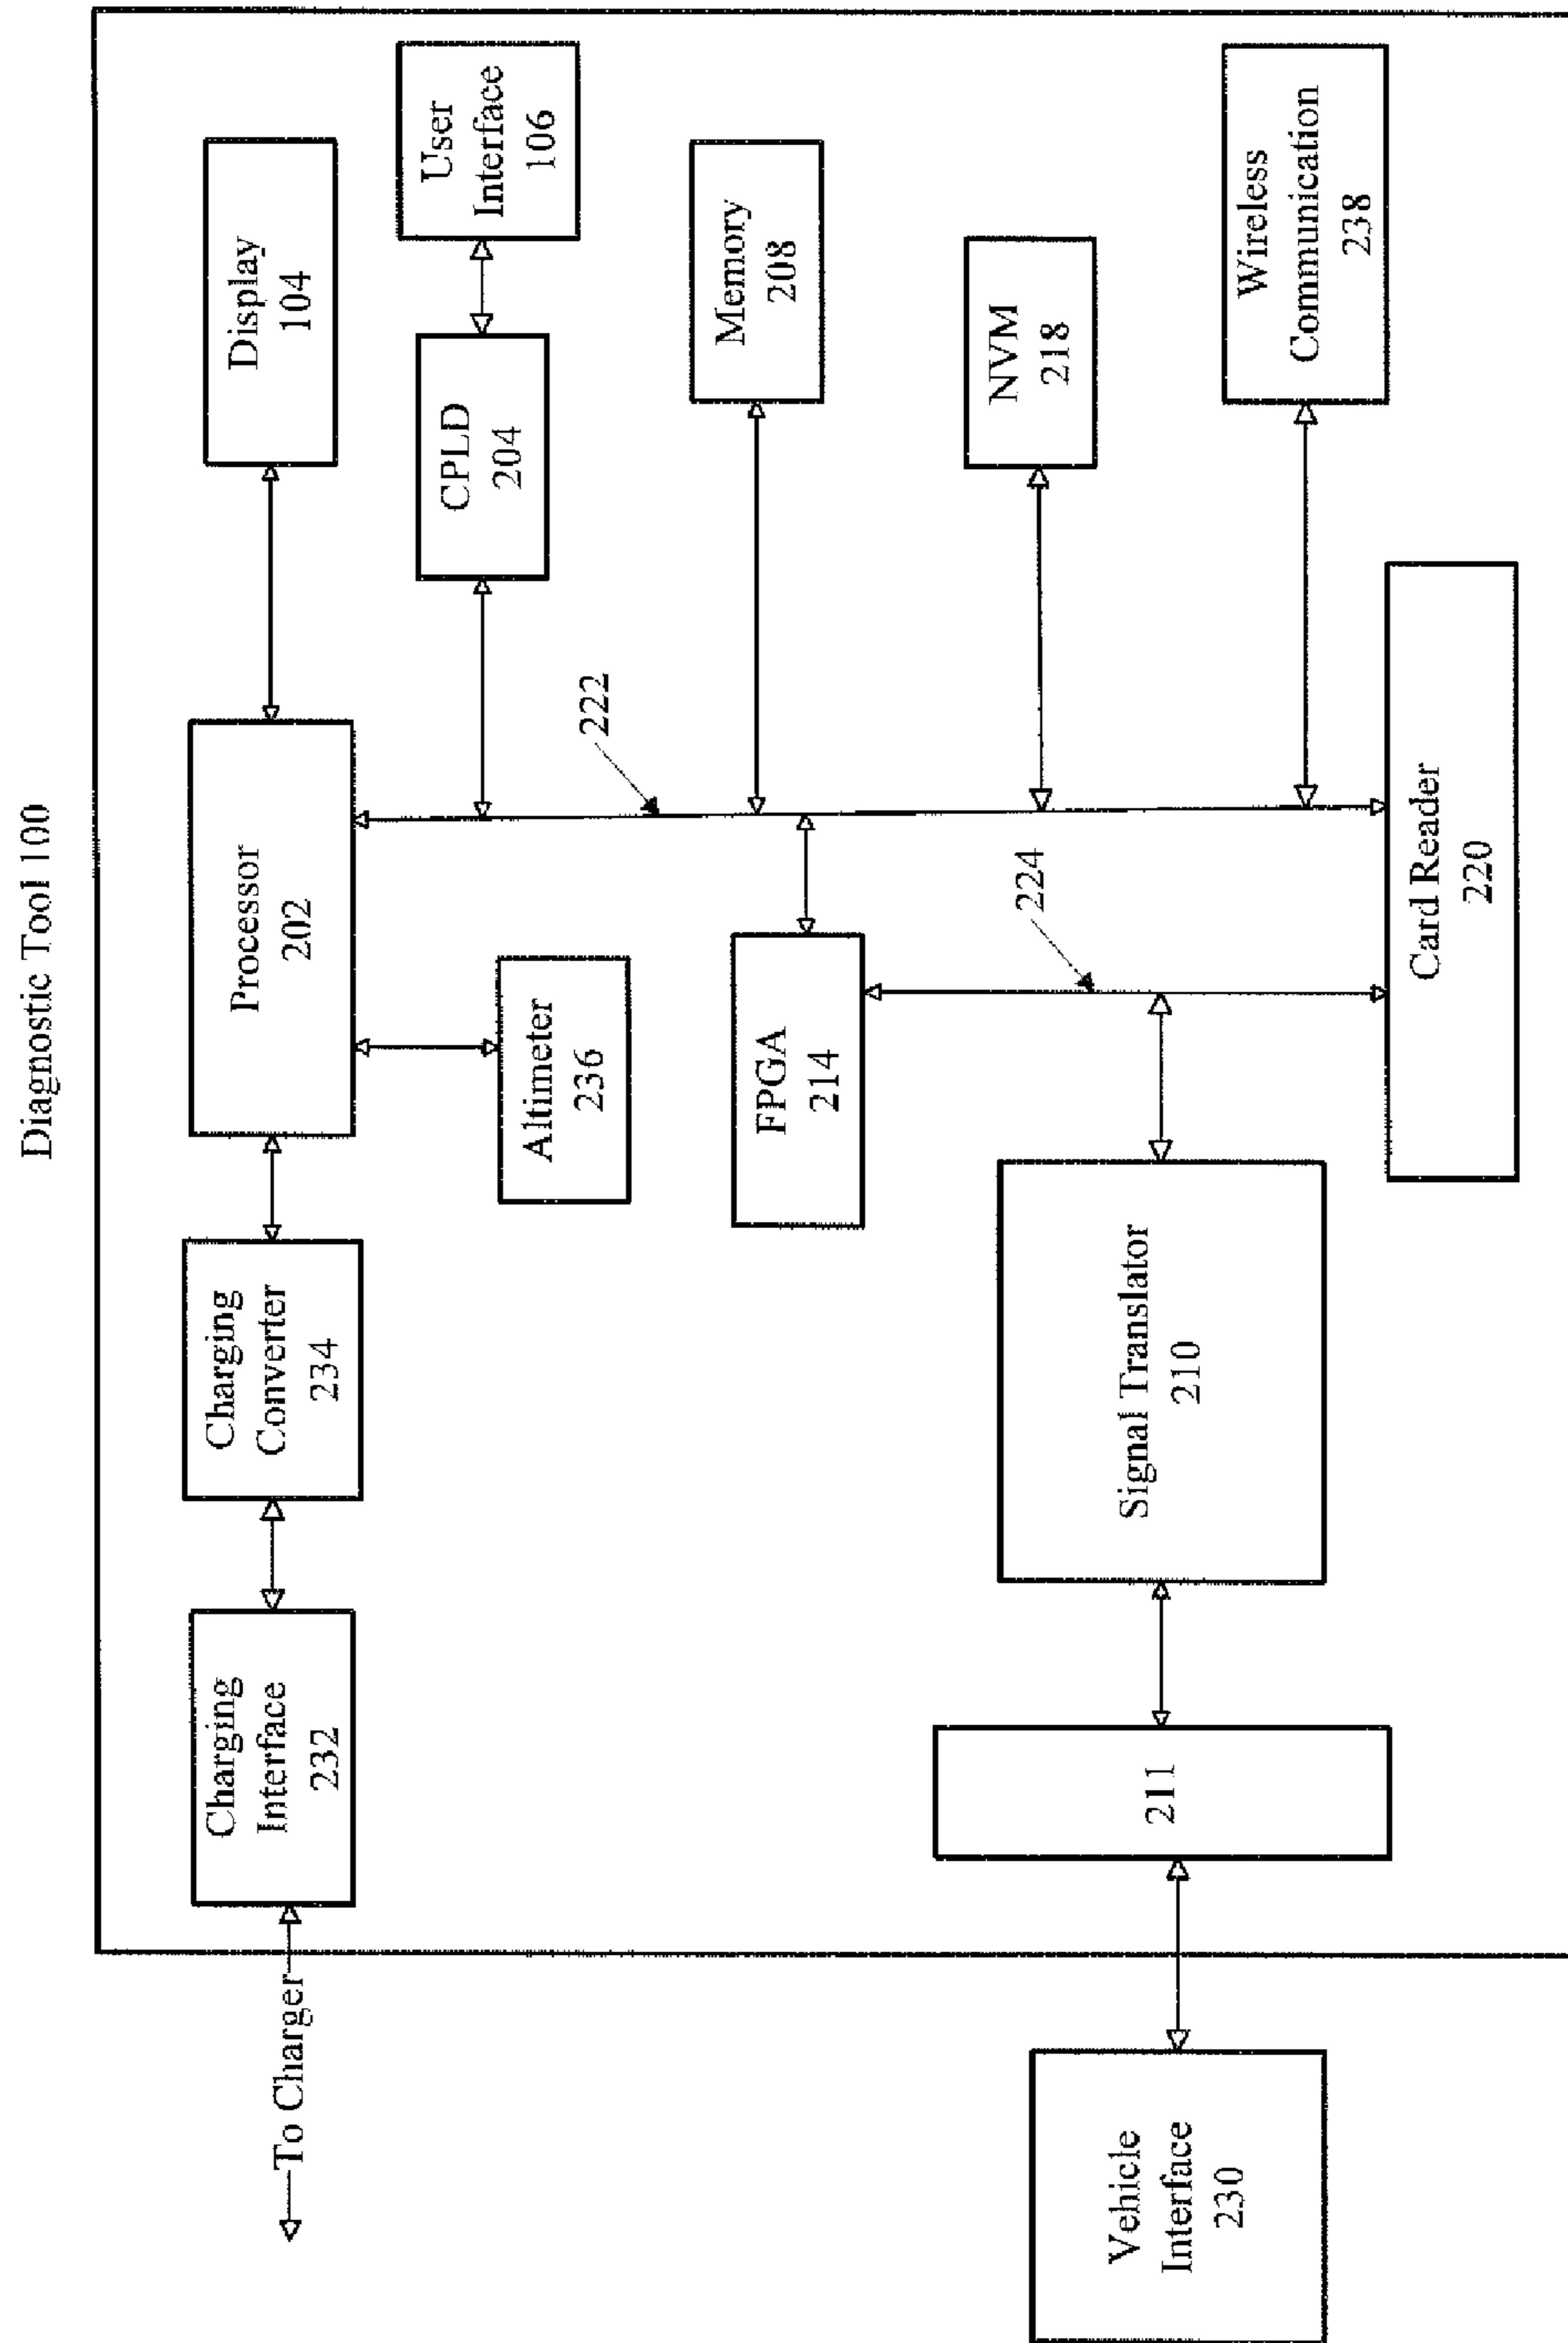 Diagnostic Tool 100
To Charger
Charging
Interface
232
Charging
Converter
234
Processor
202
Display
104
Altimeter
236
CPLD
204
User
Interface
106
222
Memory
208
FPGA
214
224
NVM
218
Vehicle
Interface
230
211
Signal Translator
210
Wireless
Communication
238
Card Reader
220